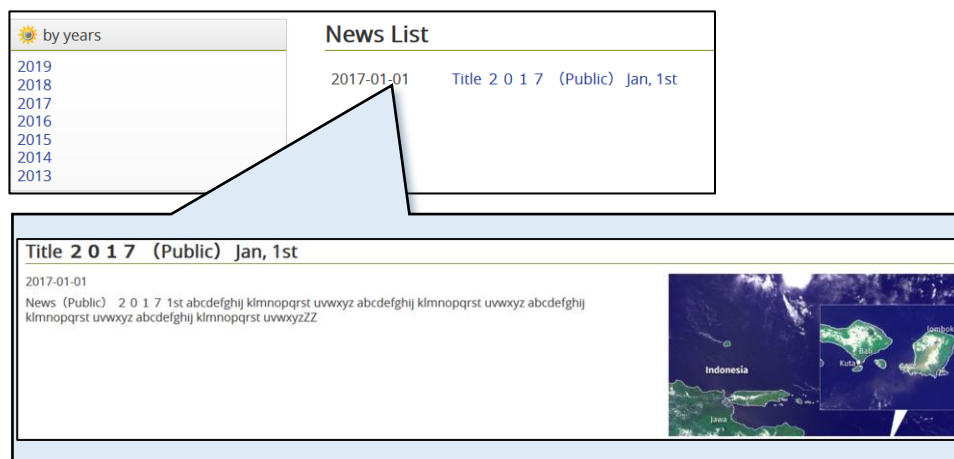 by years
2019
2018
2017
2016
2015
2014
2013
News List
2017-01-01 Title ２０１７ （Public） Jan, 1st
Title ２０１７ （Public） Jan, 1st
2017-01-01
News（Public） ２０１７ 1st abcdefghij klmnopqrst uvwxyz abcdefghij klmnopqrst uvwxyz abcdefghij
klmnopqrst uvwxyz abcdefghij klmnopqrst uvwxyzZZ
lombok
Bali
Kuta
Indonesia
Jawa